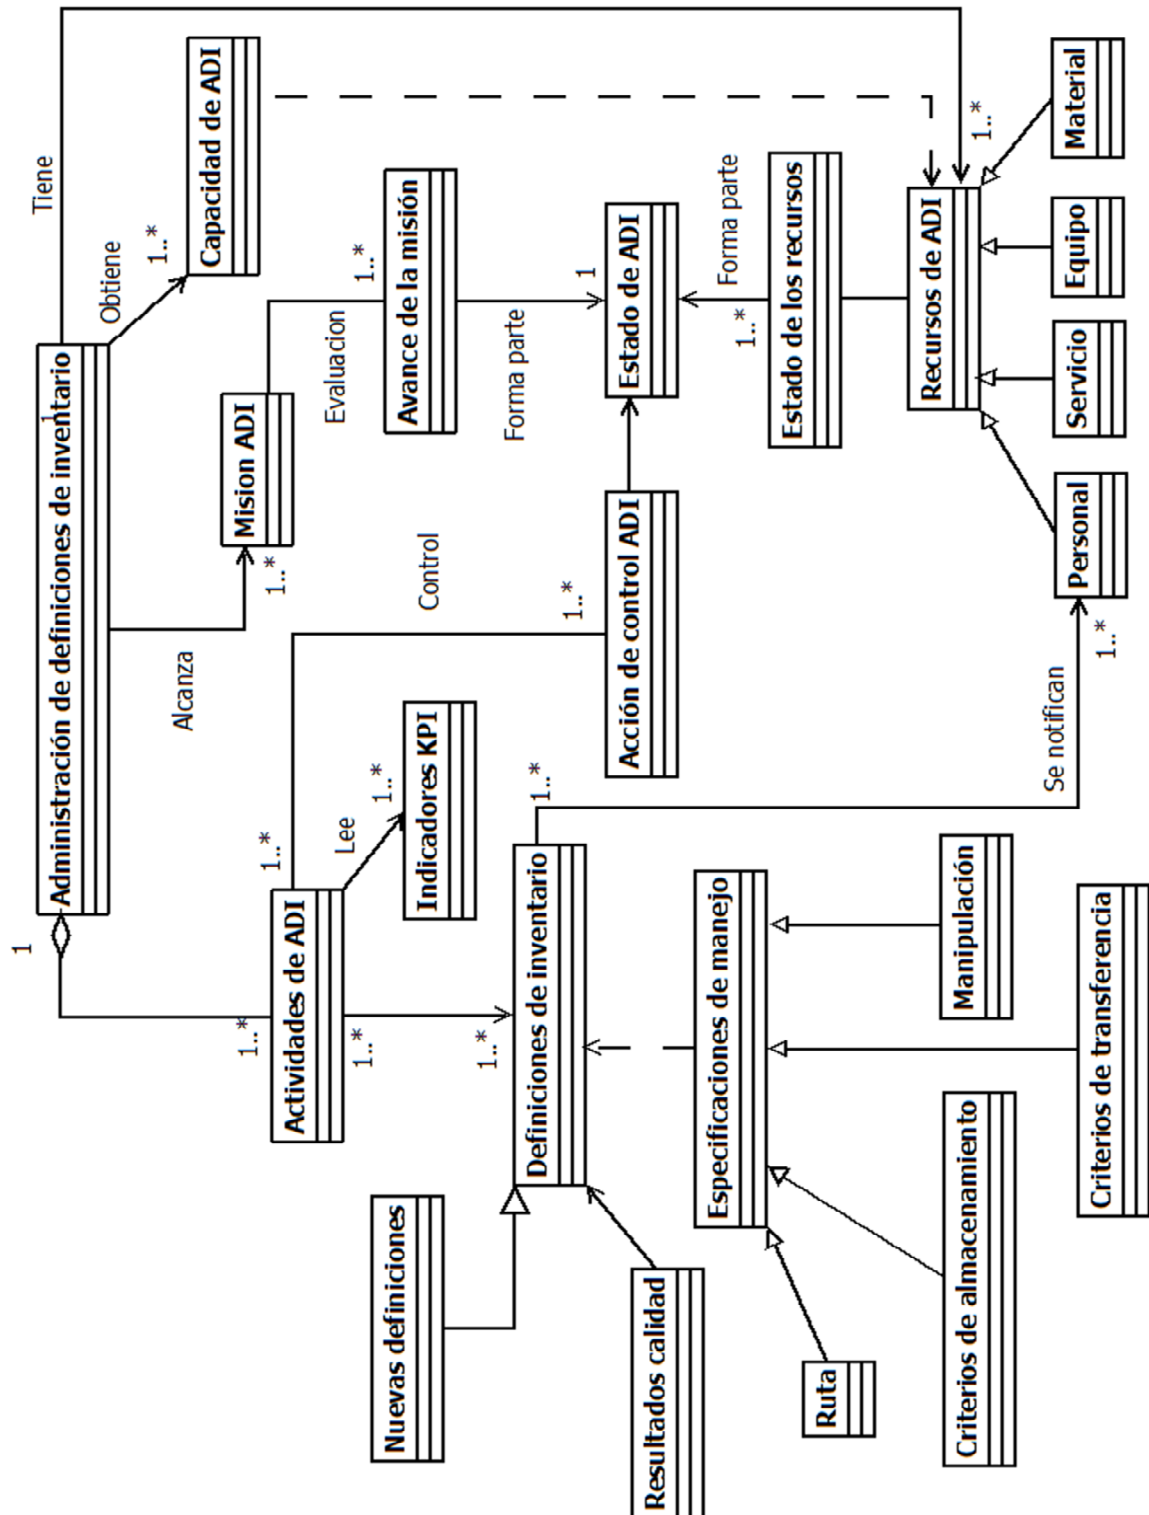 Nuevas definiciones
Resultados calidad
Ruta
Criterios de almacenamiento
Criterios de transferencia
Manipulación
Especificaciones de manejo
Definiciones de inventario
1..*
1..*
Se notifican
1..*
Actividades de ADI
1..*
1..*
1..*
Lee
1..*
Indicadores KPI
Control
1..*
Acción de control ADI
Administración de definiciones de inventario
1
1
Alcanza
1..*
Mision ADI
Obtiene
1..*
Capacidad de ADI
Tiene
1..*
Evaluacion
1..*
Avance de la misión
Forma parte
1
Estado de ADI
Forma parte
1..*
Estado de los recursos
Recursos de ADI
Personal
Servicio
Equipo
Material